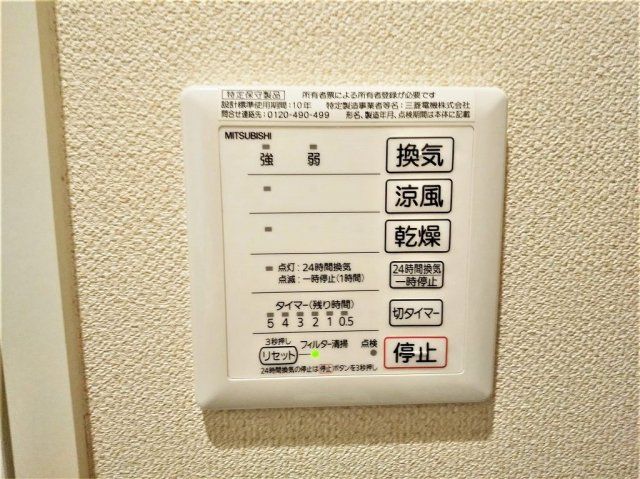 特定保守製品 所有者票による所有者登録が必要です
設計標準使用期間:10年 特定製造事業者等名:三菱電機株式会社
問合せ連絡先:0120-490-499 形名、製造年月、点検期間は本体に記載
MITSUBISHI
強 弱 換気
涼風
乾燥
点灯:24時間換気
点滅:一時停止(1時間)
24時間換気
一時停止
タイマー(残り時間)
5 4 3 2 1 0.5
切タイマー
3秒押し
リセット フィルター清掃 点検 停止
24時間換気の停止は停止ボタンを3秒押し